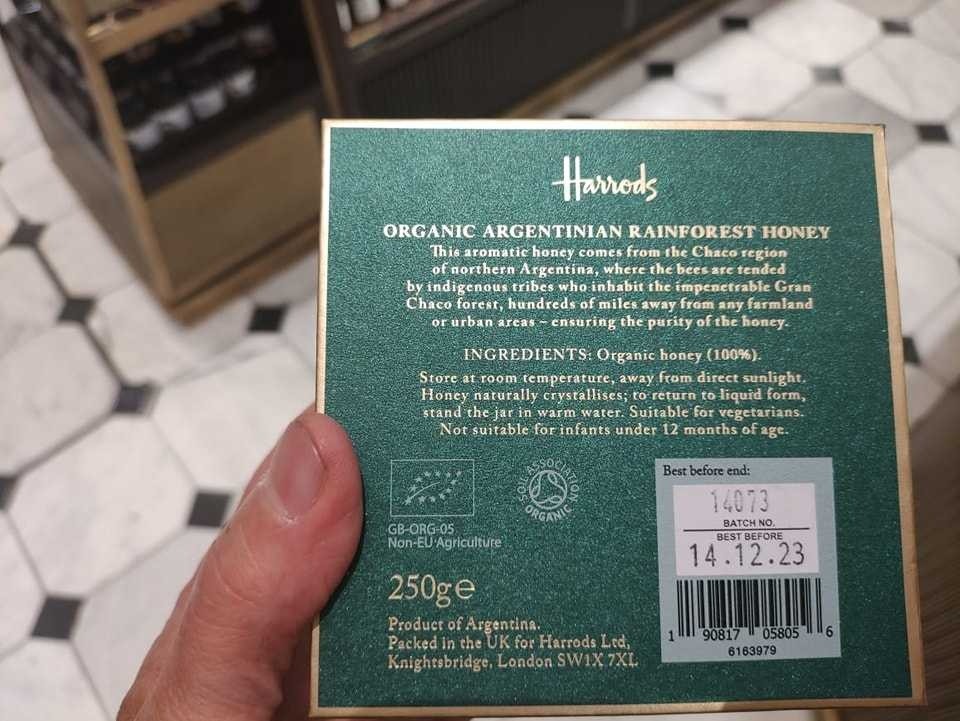 Harrods
ORGANIC ARGENTINIAN RAINFOREST HONEY
This aromatic honey comes from the Chaco region
of northern Argentina, where the bees are tended
by indigenous tribes who inhabit the impenetrable Gran
Chaco forest, hundreds of miles away from any farmland
or urban areas – ensuring the purity of the honey.
INGREDIENTS: Organic honey (100%).
Store at room temperature, away from direct sunlight.
Honey naturally crystallises; to return to liquid form,
stand the jar in warm water. Suitable for vegetarians.
Not suitable for infants under 12 months of age.
SOIL ASSOCIATION
ORGANIC
GB-ORG-05
Non-EU Agriculture
250g e
Product of Argentina.
Packed in the UK for Harrods Ltd,
Knightsbridge, London SW1X 7XL
Best before end:
14073
BATCH NO.
BEST BEFORE
14.12.23
1 90817 05805 6
6163979